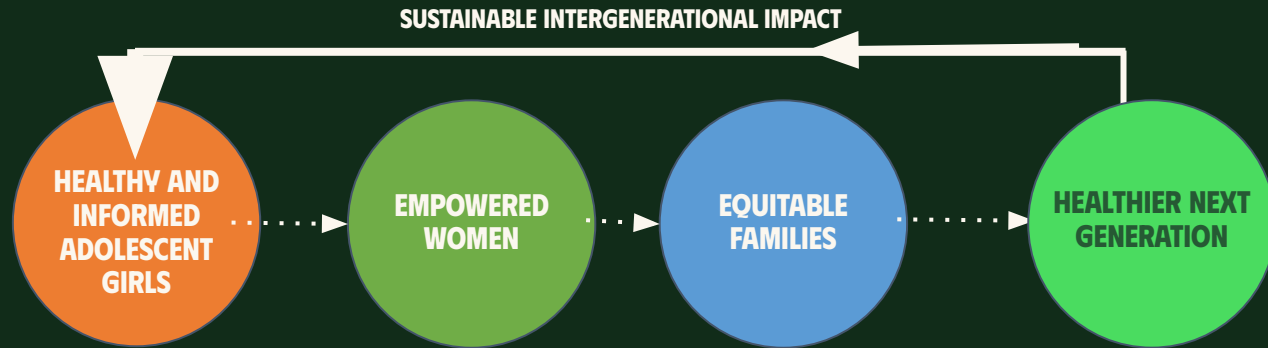 SUSTAINABLE INTERGENERATIONAL IMPACT
HEALTHY AND
INFORMED
ADOLESCENT
GIRLS
EMPOWERED
WOMEN
EQUITABLE
FAMILIES
HEALTHIER NEXT
GENERATION